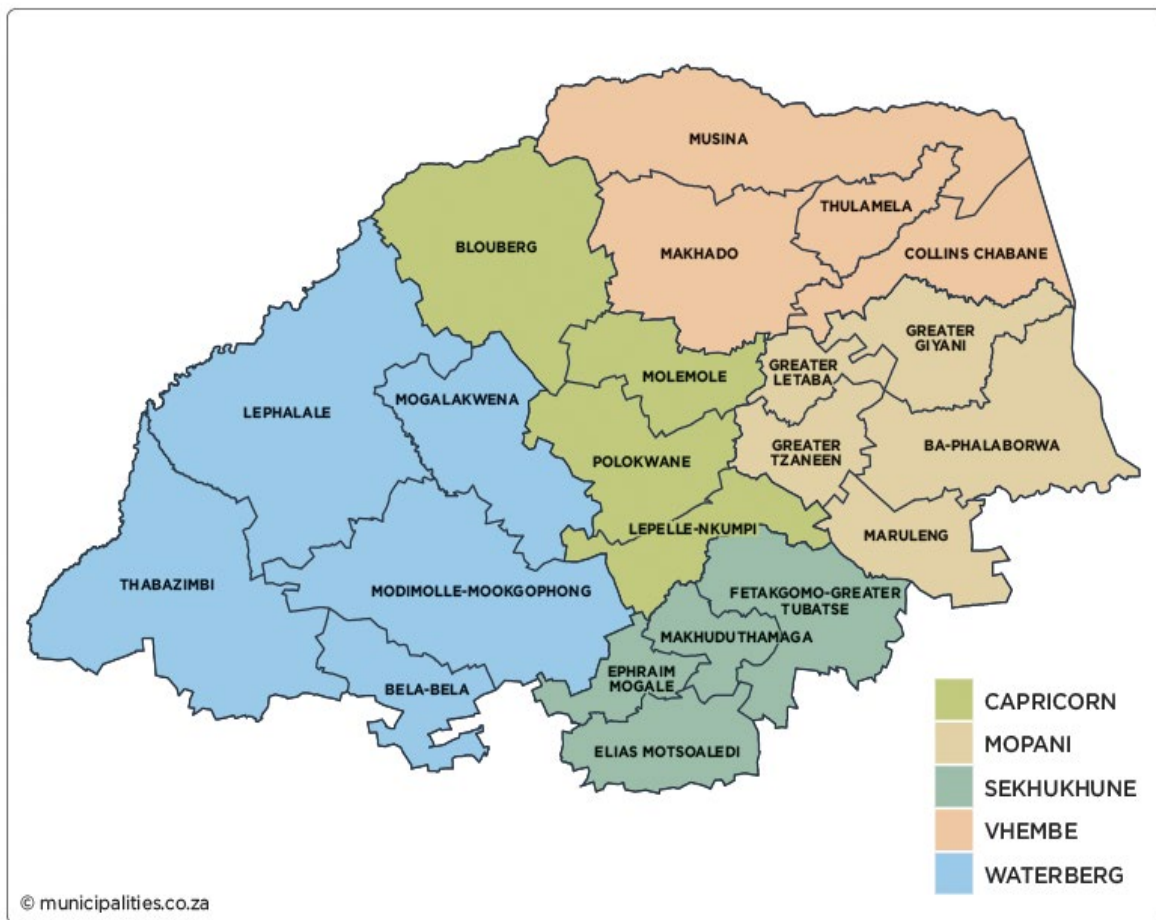 MUSINA
THULAMELA
BLOUBERG
MAKHADO
COLLINS CHABANE
GREATER
GIYANI
GREATER
LETABA
MOLEMOLE
LEPHALALE
MOGALAKWENA
GREATER
TZANEEN
BA-PHALABORWA
POLOKWANE
LEPELLE-NKUMPI
MARULENG
THABAZIMBI
MODIMOLLE-MOOKGOPHONG
FETAKGOMO-GREATER
TUBATSE
MAKHUDUTHAMAGA
EPHRAIM
MOGALE
BELA-BELA
ELIAS MOTSOALEDI
CAPRICORN
MOPANI
SEKHUKHUNE
VHEMBE
WATERBERG
© municipalities.co.za